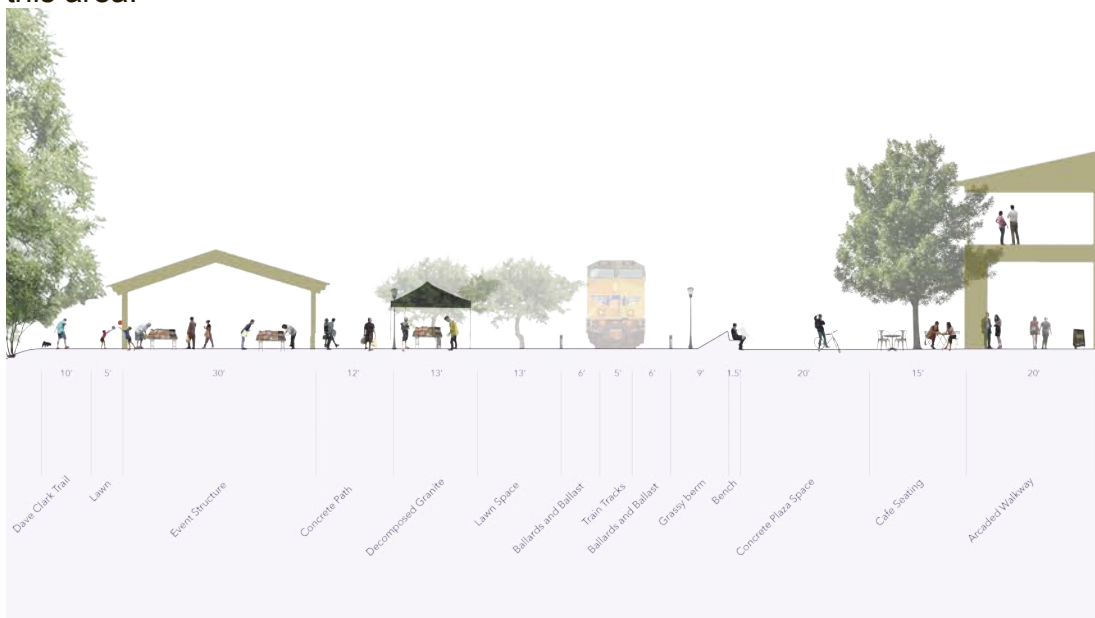 this area.
10' 5' 30' 12' 13' 13' 6' 5' 6' 9' 1.5' 20' 15' 20'
Dave Clark Trail
Lawn
Event Structure
Concrete Path
Decomposed Granite
Lawn Space
Ballards and Ballast
Train Tracks
Ballards and Ballast
Grassy berm
Bench
Concrete Plaza Space
Cafe Seating
Arcaded Walkway